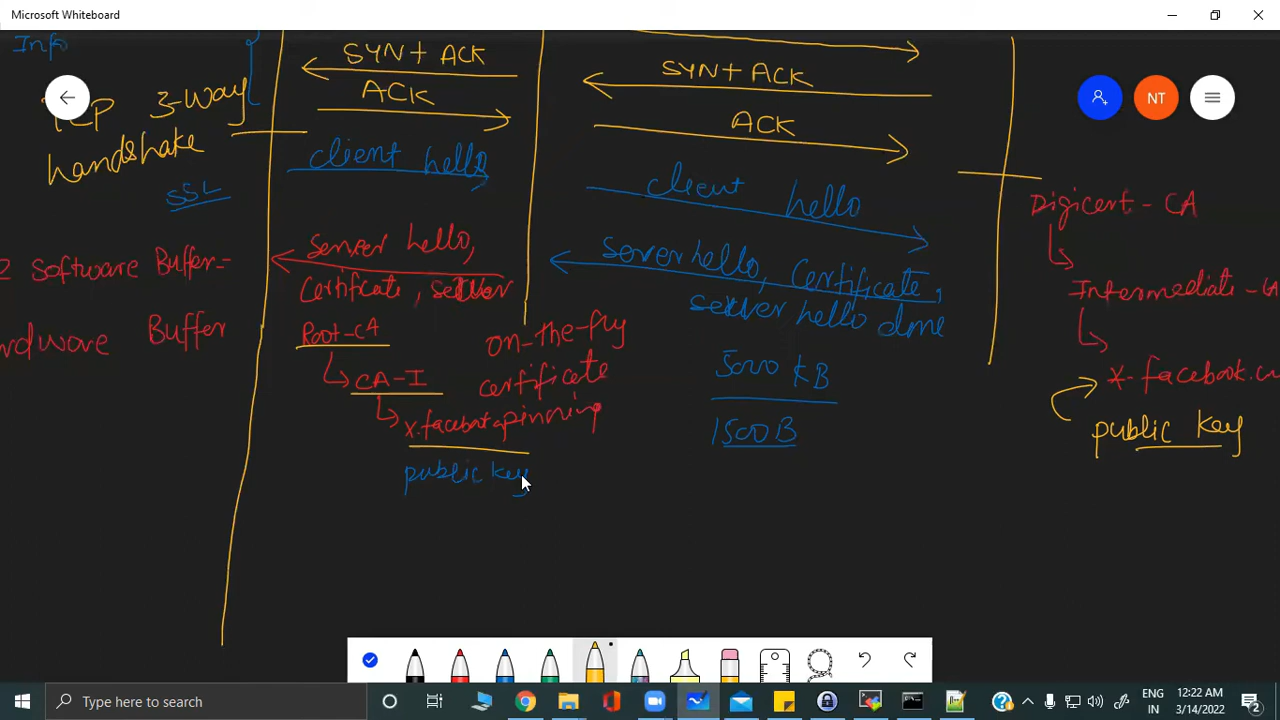 Microsoft Whiteboard
Info
TCP 3-Way
handshake
SSL
2 Software Buffer-
Buffer
SYN + ACK
ACK
client hello
Server hello,
Certificate, server
Root-CA
CA-I
on-the-fly
certificate
pinning
public key
SYN + ACK
ACK
client hello
Server hello, Certificate,
server hello done
5000 KB
1500 B
NT
Digicert - CA
Intermediate -
X-facebook.
public key
Type here to search
ENG
IN
12:22 AM
3/14/2022
2